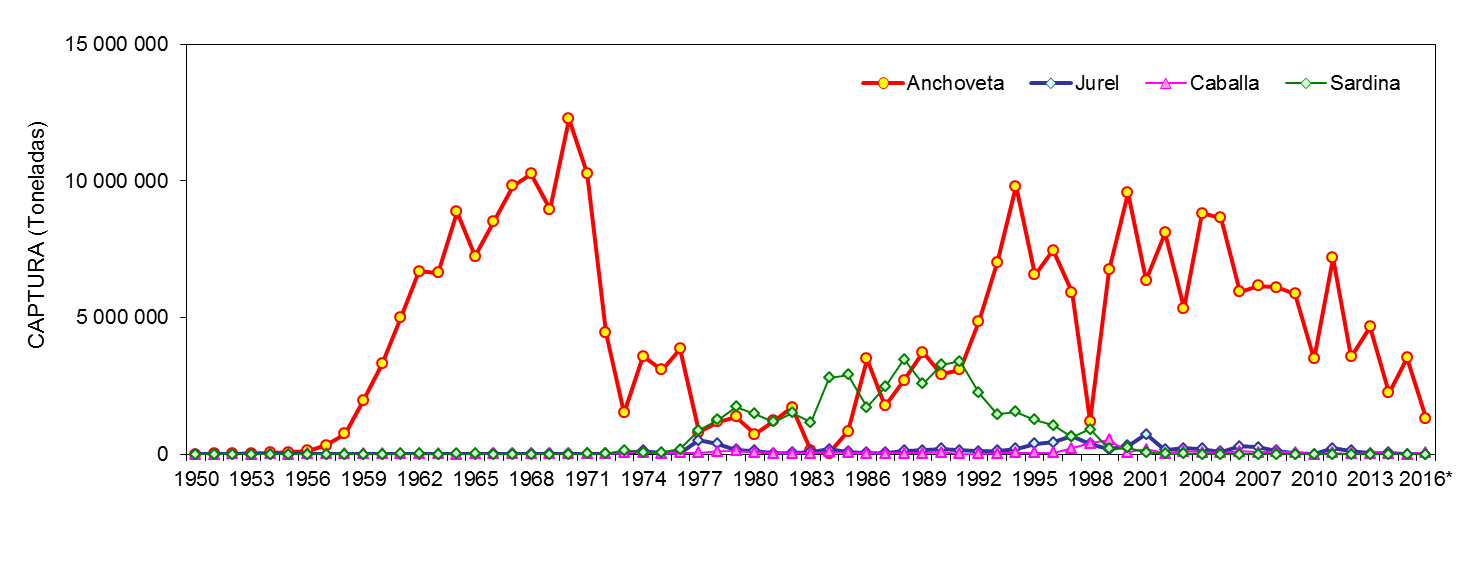 15 000 000
Anchoveta Jurel Caballa Sardina
10 000 000
CAPTURA (Toneladas)
5 000 000
0
1950 1953 1956 1959 1962 1965 1968 1971 1974 1977 1980 1983 1986 1989 1992 1995 1998 2001 2004 2007 2010 2013 2016*